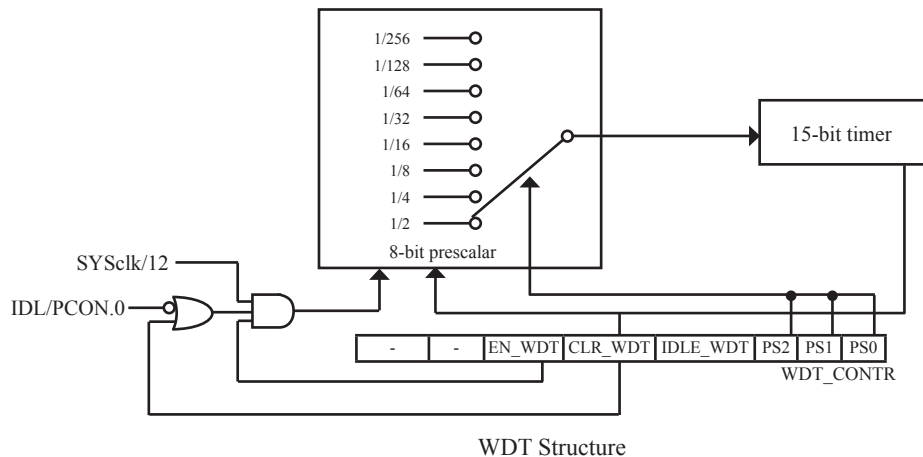 1/256
1/128
1/64
1/32
1/16
1/8
1/4
1/2
8-bit prescalar
15-bit timer
SYSclk/12
IDL/PCON.0
- - EN_WDT CLR_WDT IDLE_WDT PS2 PS1 PS0
WDT_CONTR
WDT Structure